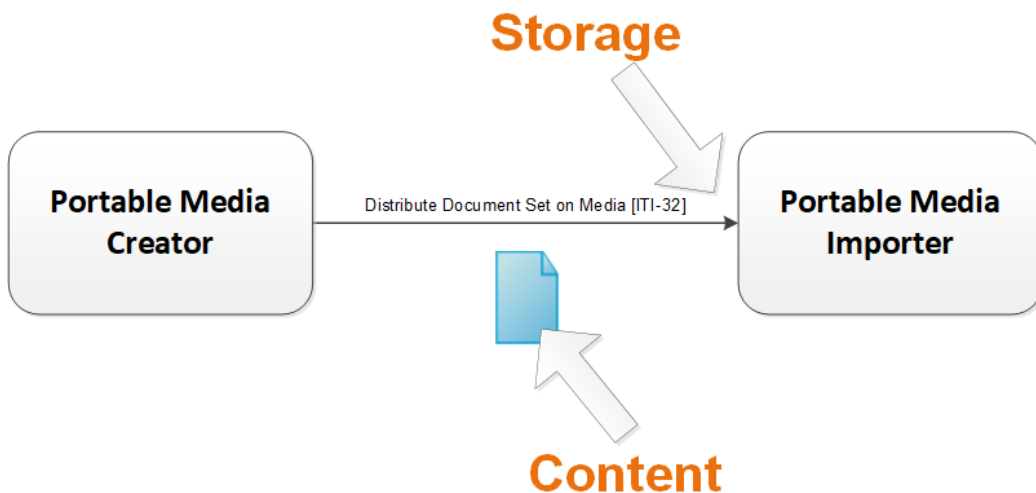 Storage
Portable Media
Creator
Distribute Document Set on Media [ITI-32]
Portable Media
Importer
Content